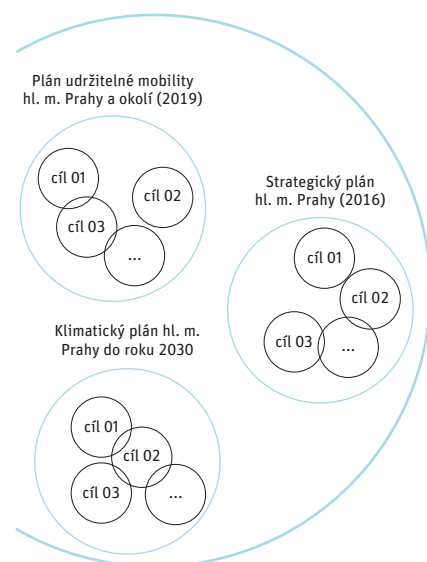 Plán udržitelné mobility
hl. m. Prahy a okolí (2019)
cíl 01
cíl 02
cíl 03
...
Strategický plán
hl. m. Prahy (2016)
cíl 01
cíl 02
cíl 03
...
Klimatický plán hl. m.
Prahy do roku 2030
cíl 01
cíl 02
cíl 03
...